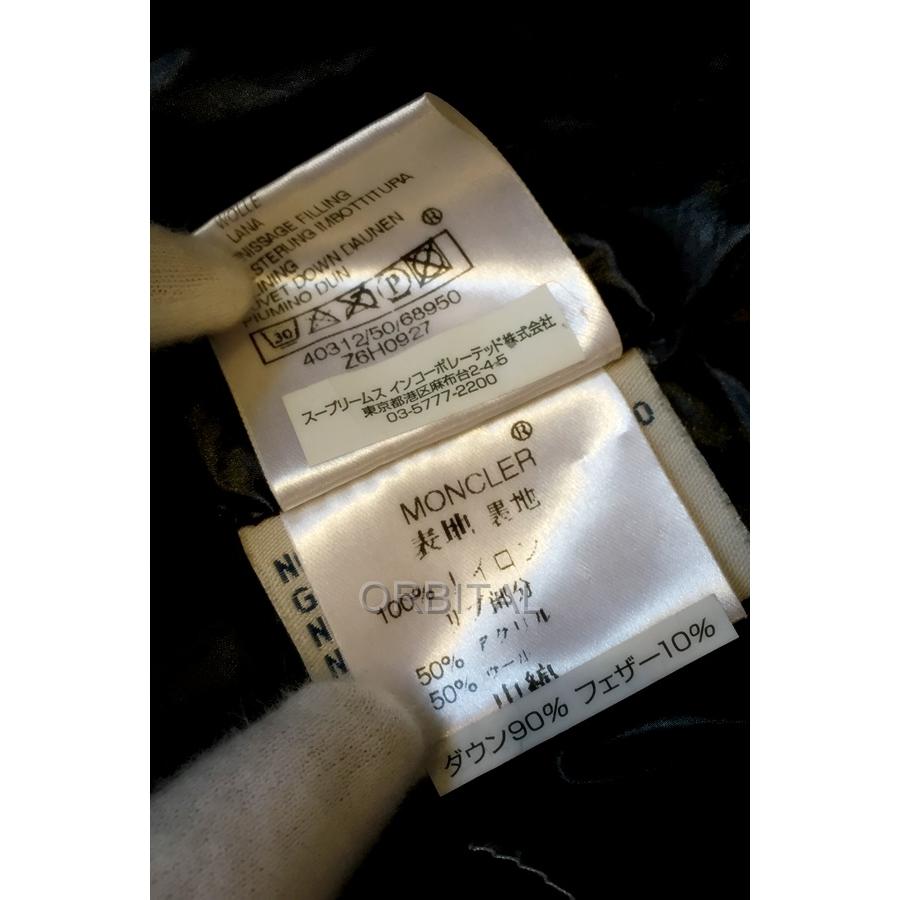 WOLLE
LANA
NISSAGE FILLING
STERUNG IMBOTTITURA
VET DOWN DAUNEN ®
PIUMINO DUN
30 P
40312/50/68950
Z6H0927
スープリームス インコーポレーテッド株式会社
東京都港区麻布台2-4-5
03-5777-2200
O
®
MONCLER
表地 裏地
100% ナイロン
リブ部分
アクリル
50%
50% ウール
中綿
ダウン90% フェザー10%
N
G
N
N
ORBITAL